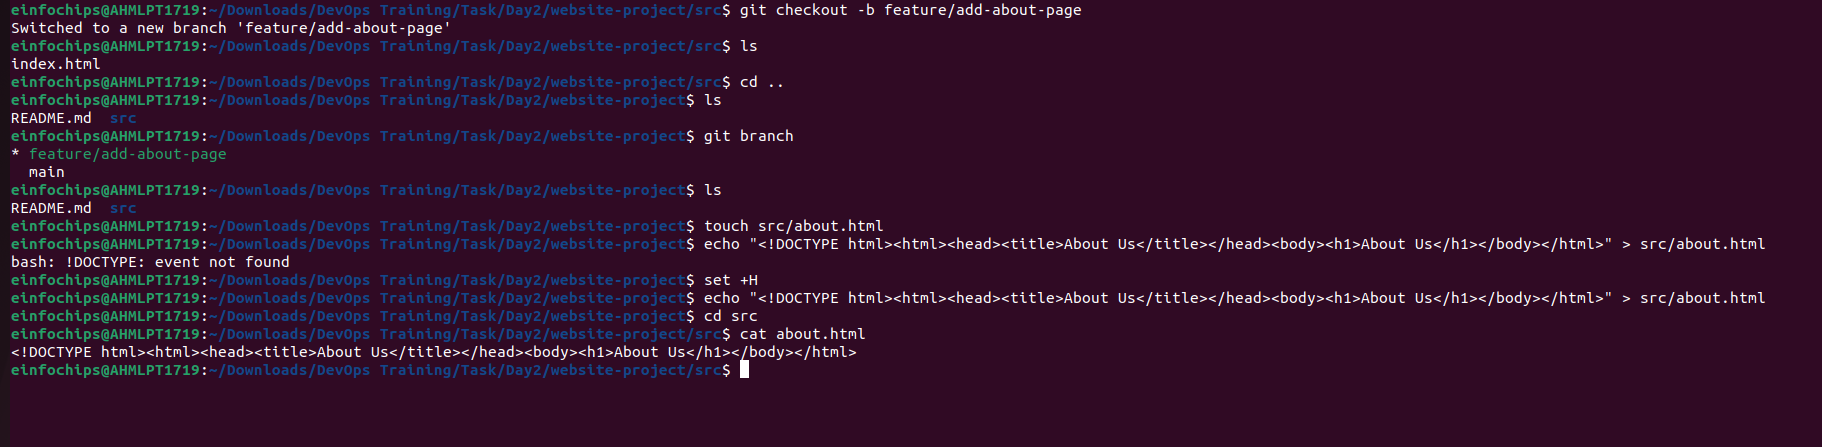 einfochips@AHMLPT1719:~/Downloads/DevOps Training/Task/Day2/website-project/src$ git checkout -b feature/add-about-page
Switched to a new branch 'feature/add-about-page'
einfochips@AHMLPT1719:~/Downloads/DevOps Training/Task/Day2/website-project/src$ ls
index.html
einfochips@AHMLPT1719:~/Downloads/DevOps Training/Task/Day2/website-project/src$ cd ..
einfochips@AHMLPT1719:~/Downloads/DevOps Training/Task/Day2/website-project$ ls
README.md  src
einfochips@AHMLPT1719:~/Downloads/DevOps Training/Task/Day2/website-project$ git branch
* feature/add-about-page
  main
einfochips@AHMLPT1719:~/Downloads/DevOps Training/Task/Day2/website-project$ ls
README.md  src
einfochips@AHMLPT1719:~/Downloads/DevOps Training/Task/Day2/website-project$ touch src/about.html
einfochips@AHMLPT1719:~/Downloads/DevOps Training/Task/Day2/website-project$ echo "<!DOCTYPE html><html><head><title>About Us</title></head><body><h1>About Us</h1></body></html>" > src/about.html
bash: !DOCTYPE: event not found
einfochips@AHMLPT1719:~/Downloads/DevOps Training/Task/Day2/website-project$ set +H
einfochips@AHMLPT1719:~/Downloads/DevOps Training/Task/Day2/website-project$ echo "<!DOCTYPE html><html><head><title>About Us</title></head><body><h1>About Us</h1></body></html>" > src/about.html
einfochips@AHMLPT1719:~/Downloads/DevOps Training/Task/Day2/website-project$ cd src
einfochips@AHMLPT1719:~/Downloads/DevOps Training/Task/Day2/website-project/src$ cat about.html
<!DOCTYPE html><html><head><title>About Us</title></head><body><h1>About Us</h1></body></html>
einfochips@AHMLPT1719:~/Downloads/DevOps Training/Task/Day2/website-project/src$